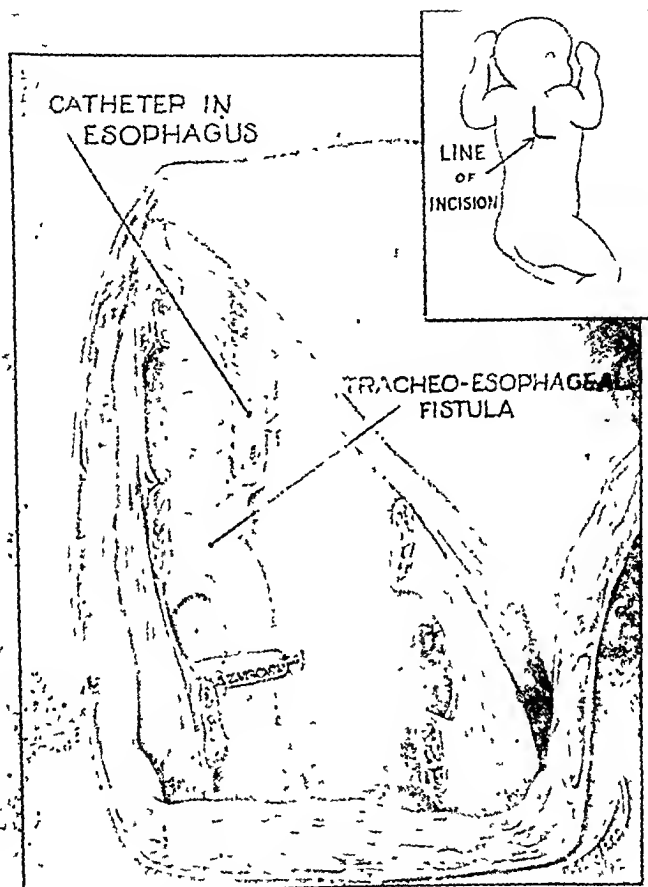 CATHETER IN
ESOPHAGUS
LINE
OF
INCISION
TRACHEO-ESOPHAGEAL
FISTULA